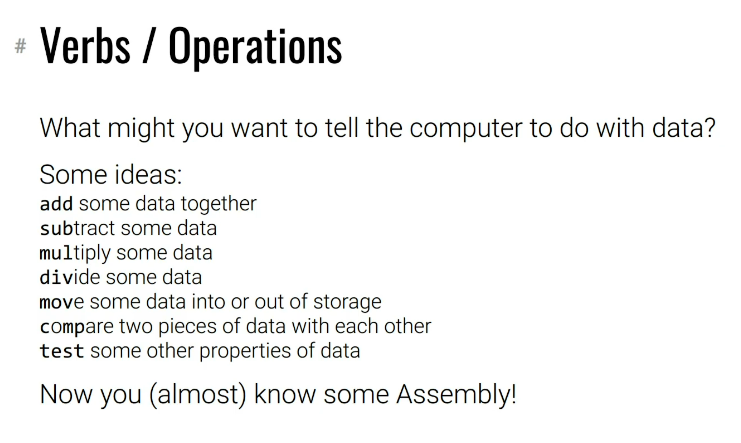 # Verbs / Operations
What might you want to tell the computer to do with data?
Some ideas:
add some data together
subtract some data
multiply some data
divide some data
move some data into or out of storage
compare two pieces of data with each other
test some other properties of data
Now you (almost) know some Assembly!